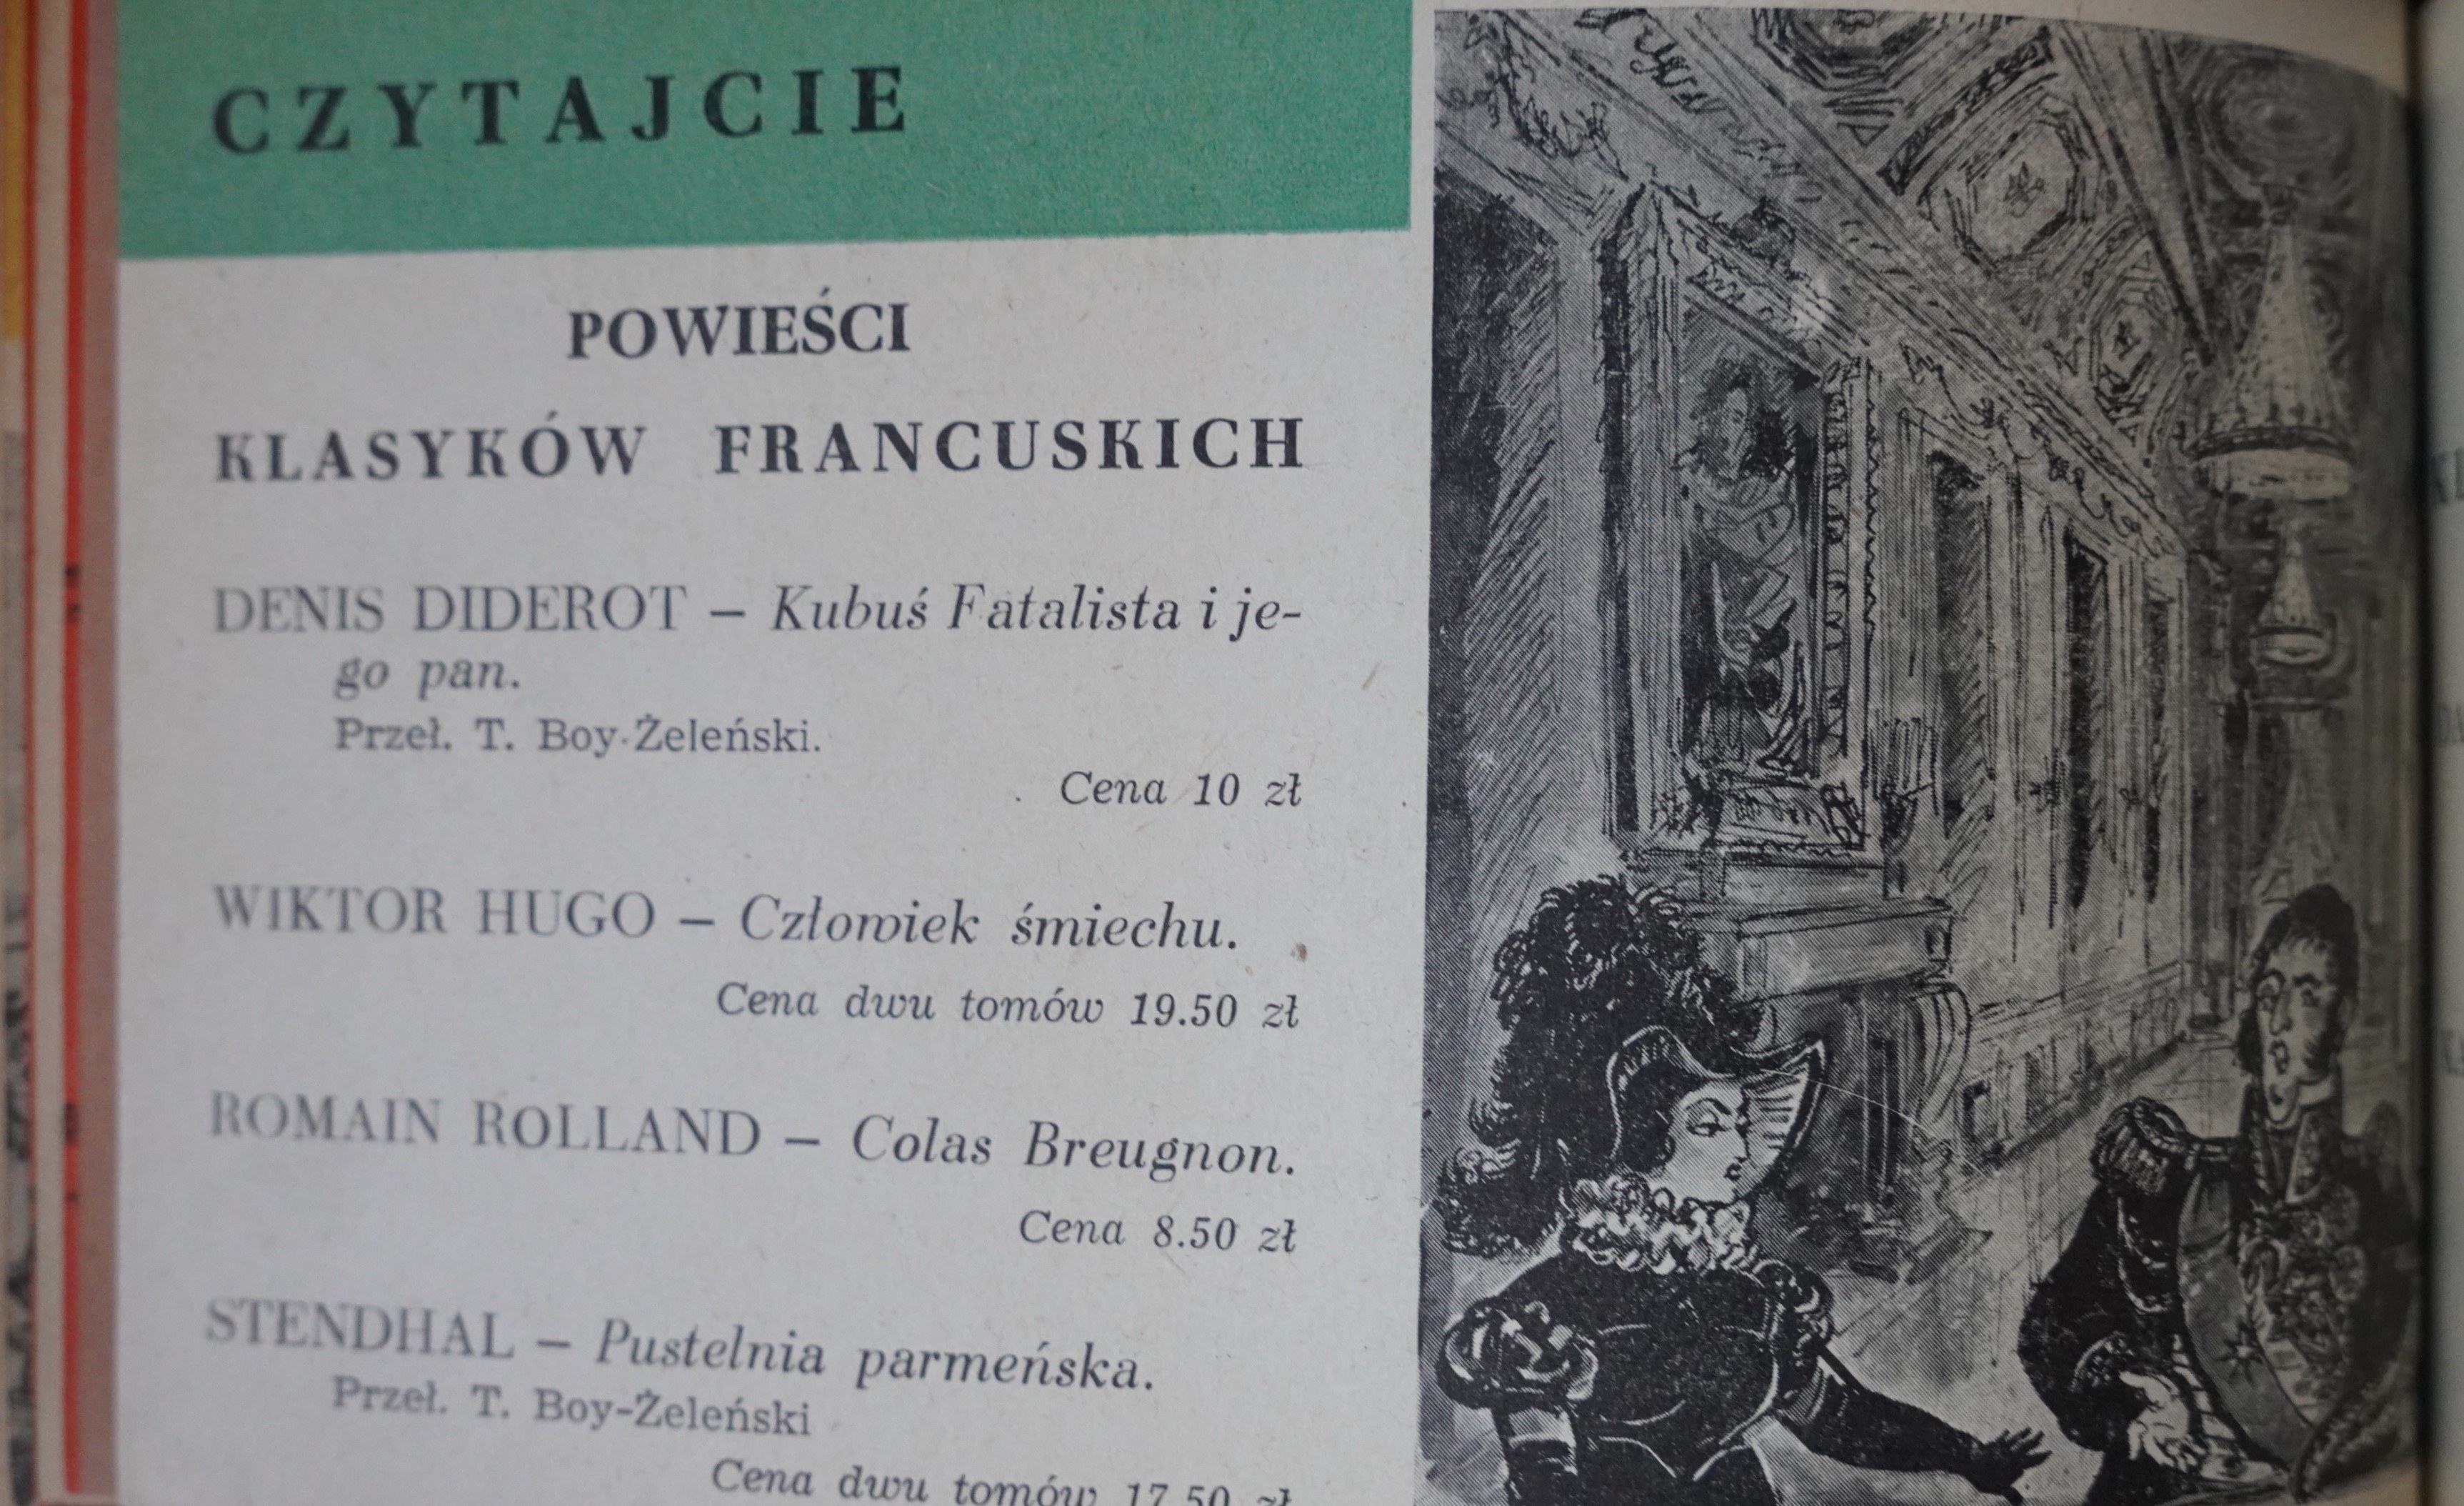 CZYTAJCIE
POWIEŚCI
KLASYKÓW FRANCUSKICH
DENIS DIDEROT – Kubuś Fatalista i je-
go pan.
Przeł. T. Boy-Żeleński.
Cena 10 zł
WIKTOR HUGO – Człowiek śmiechu.
Cena dwu tomów 19.50 zł
ROMAIN ROLLAND – Colas Breugnon.
Cena 8.50 zł
STENDHAL – Pustelnia parmeńska.
Przeł. T. Boy-Żeleński
Cena dwu tomów 17.50 zł